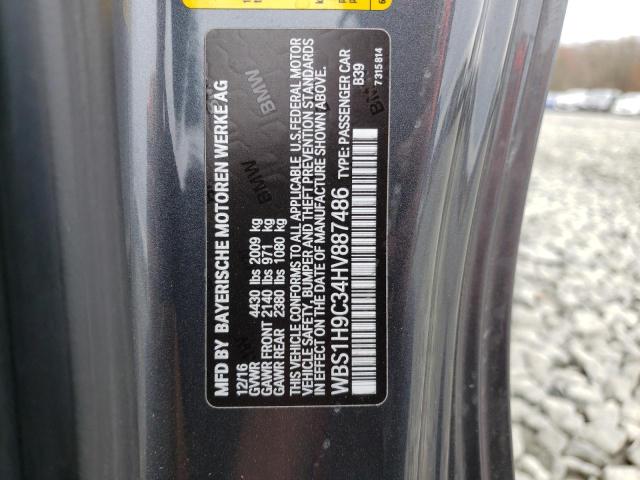 MFD BY BAYERISCHE MOTOREN WERKE AG
12/16
GVWR 4430 lbs 2009 kg
GAWR FRONT 2140 lbs 971 kg
GAWR REAR 2380 lbs 1080 kg
THIS VEHICLE CONFORMS TO ALL APPLICABLE U.S.FEDERAL MOTOR
VEHICLE SAFETY, BUMPER AND THEFT PREVENTION STANDARDS
IN EFFECT ON THE DATE OF MANUFACTURE SHOWN ABOVE.
WBS1H9C34HV887486 TYPE: PASSENGER CAR
B39
7315814
BMW
BMW